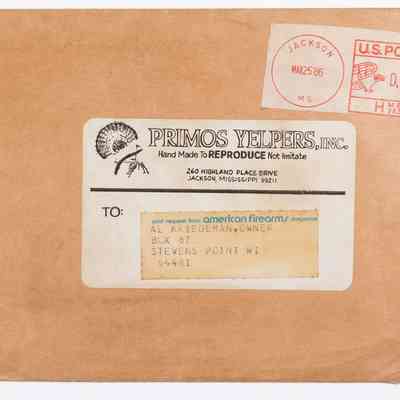 JACKSON
MAR 25 86
MS
U.S. PO
PRIMOS YELPERS, INC.
Hand Made To REPRODUCE Not Imitate
260 HIGHLAND PLACE DRIVE
JACKSON, MISSISSIPPI 39211
TO:
your request from american firearms magazine
AL KRIEDEMAN,OWNER
BOX 87
STEVENS POINT WI
54481